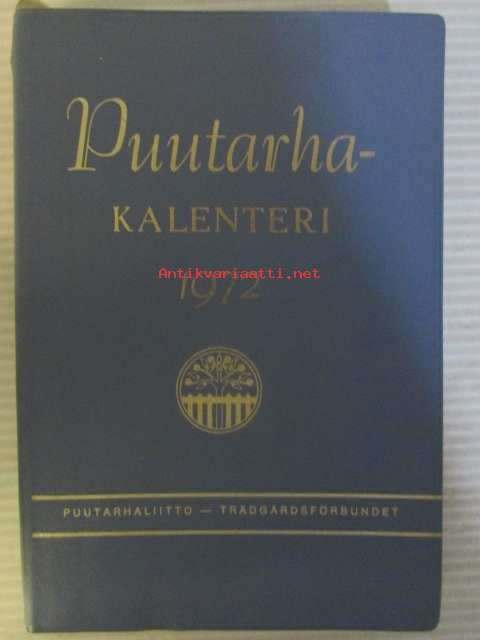 Puutarha-
KALENTERI
Antikvariaatti.net
1972
PUUTARHALIITTO — TRÄDGÅRDSFÖRBUNDET